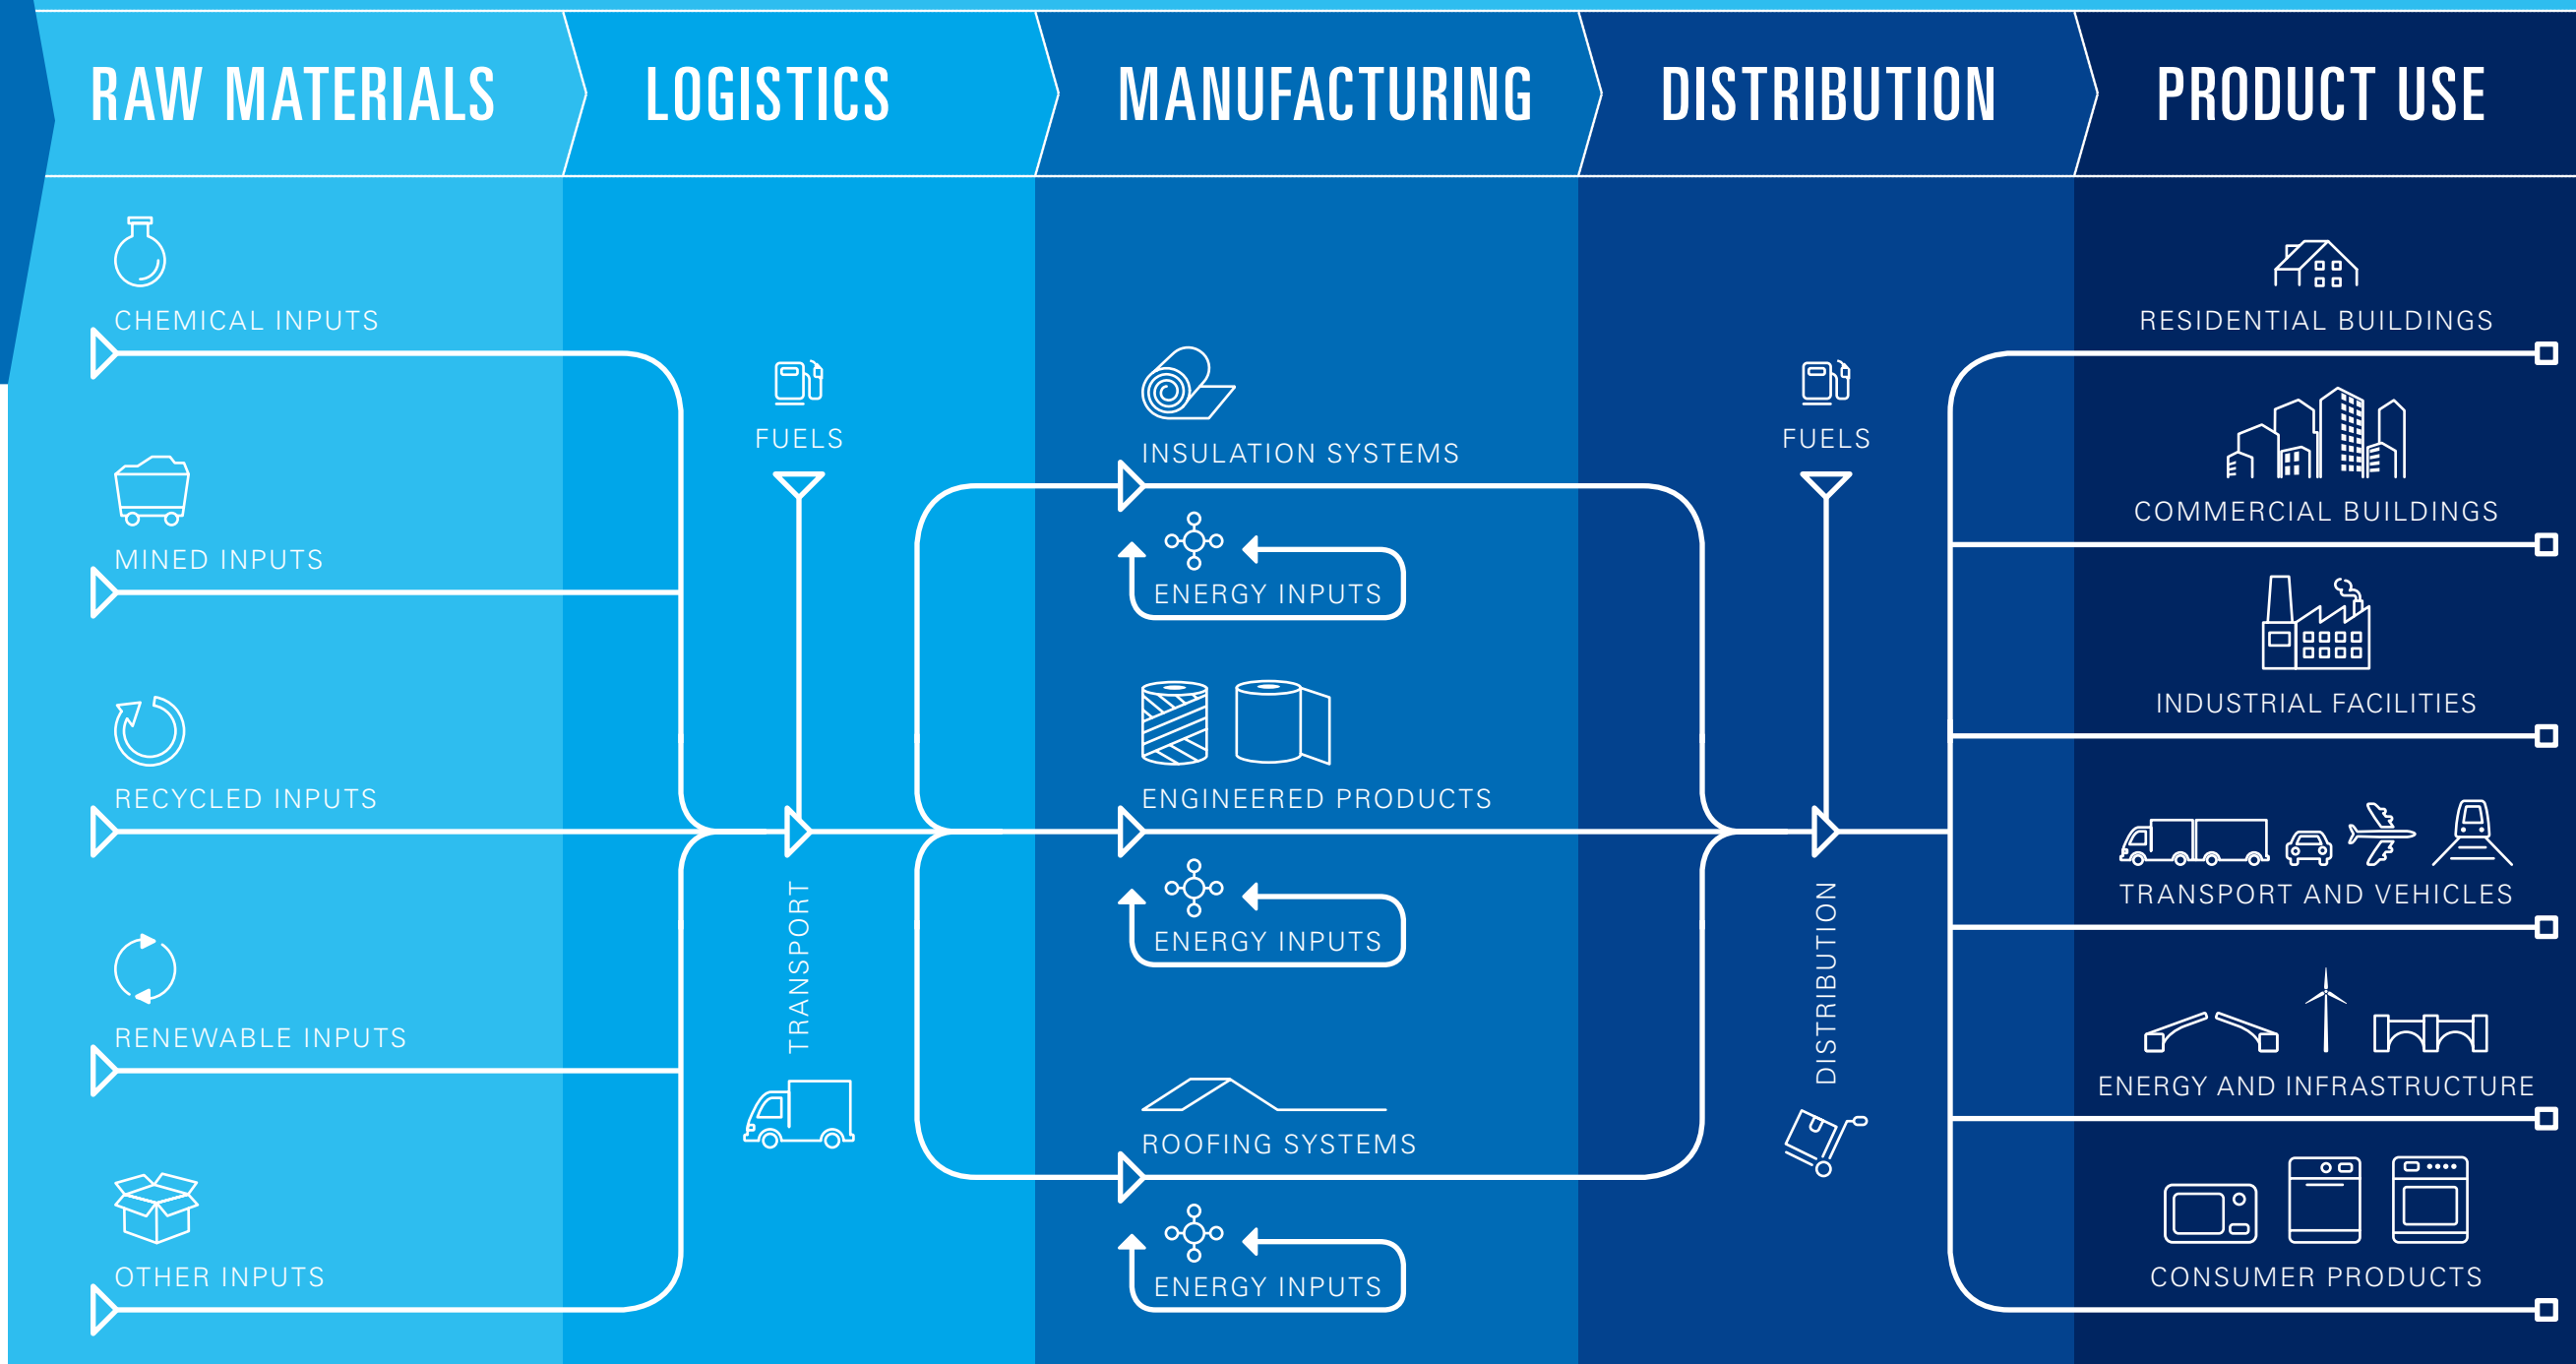 RAW MATERIALS
LOGISTICS
MANUFACTURING
DISTRIBUTION
PRODUCT USE
CHEMICAL INPUTS
MINED INPUTS
RECYCLED INPUTS
RENEWABLE INPUTS
OTHER INPUTS
FUELS
TRANSPORT
INSULATION SYSTEMS
ENERGY INPUTS
ENGINEERED PRODUCTS
ENERGY INPUTS
ROOFING SYSTEMS
ENERGY INPUTS
FUELS
DISTRIBUTION
RESIDENTIAL BUILDINGS
COMMERCIAL BUILDINGS
INDUSTRIAL FACILITIES
TRANSPORT AND VEHICLES
ENERGY AND INFRASTRUCTURE
CONSUMER PRODUCTS